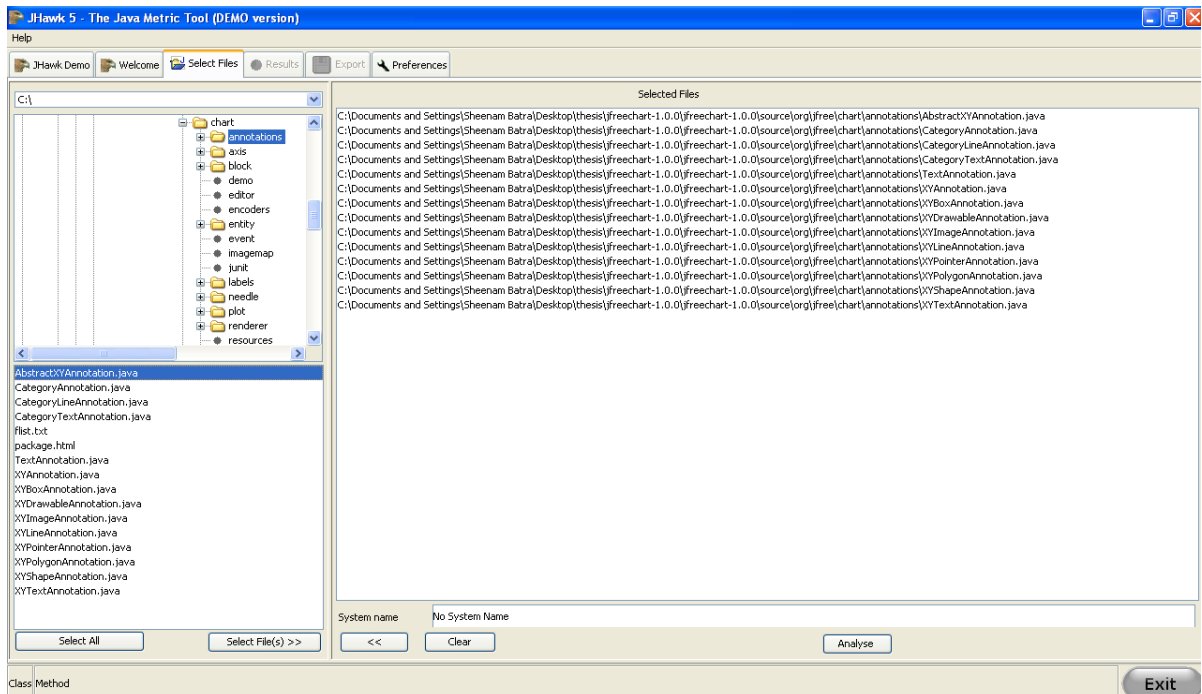 JHawk 5 - The Java Metric Tool (DEMO version)
Help
JHawk Demo
Welcome
Select Files
Results
Export
Preferences
C:\
chart
annotations
axis
block
demo
editor
encoders
entity
event
imagemap
junit
labels
needle
plot
renderer
resources
AbstractXYAnnotation.java
CategoryAnnotation.java
CategoryLineAnnotation.java
CategoryTextAnnotation.java
flist.txt
package.html
TextAnnotation.java
XYAnnotation.java
XYBoxAnnotation.java
XYDrawableAnnotation.java
XYImageAnnotation.java
XYLineAnnotation.java
XYPointerAnnotation.java
XYPolygonAnnotation.java
XYShapeAnnotation.java
XYTextAnnotation.java
Select All
Select File(s) >>
Selected Files
C:\Documents and Settings\Sheenam Batra\Desktop\thesis\jfreechart-1.0.0\jfreechart-1.0.0\source\org\jfree\chart\annotations\AbstractXYAnnotation.java
C:\Documents and Settings\Sheenam Batra\Desktop\thesis\jfreechart-1.0.0\jfreechart-1.0.0\source\org\jfree\chart\annotations\CategoryAnnotation.java
C:\Documents and Settings\Sheenam Batra\Desktop\thesis\jfreechart-1.0.0\jfreechart-1.0.0\source\org\jfree\chart\annotations\CategoryLineAnnotation.java
C:\Documents and Settings\Sheenam Batra\Desktop\thesis\jfreechart-1.0.0\jfreechart-1.0.0\source\org\jfree\chart\annotations\CategoryTextAnnotation.java
C:\Documents and Settings\Sheenam Batra\Desktop\thesis\jfreechart-1.0.0\jfreechart-1.0.0\source\org\jfree\chart\annotations\TextAnnotation.java
C:\Documents and Settings\Sheenam Batra\Desktop\thesis\jfreechart-1.0.0\jfreechart-1.0.0\source\org\jfree\chart\annotations\XYAnnotation.java
C:\Documents and Settings\Sheenam Batra\Desktop\thesis\jfreechart-1.0.0\jfreechart-1.0.0\source\org\jfree\chart\annotations\XYBoxAnnotation.java
C:\Documents and Settings\Sheenam Batra\Desktop\thesis\jfreechart-1.0.0\jfreechart-1.0.0\source\org\jfree\chart\annotations\XYDrawableAnnotation.java
C:\Documents and Settings\Sheenam Batra\Desktop\thesis\jfreechart-1.0.0\jfreechart-1.0.0\source\org\jfree\chart\annotations\XYImageAnnotation.java
C:\Documents and Settings\Sheenam Batra\Desktop\thesis\jfreechart-1.0.0\jfreechart-1.0.0\source\org\jfree\chart\annotations\XYLineAnnotation.java
C:\Documents and Settings\Sheenam Batra\Desktop\thesis\jfreechart-1.0.0\jfreechart-1.0.0\source\org\jfree\chart\annotations\XYPointerAnnotation.java
C:\Documents and Settings\Sheenam Batra\Desktop\thesis\jfreechart-1.0.0\jfreechart-1.0.0\source\org\jfree\chart\annotations\XYPolygonAnnotation.java
C:\Documents and Settings\Sheenam Batra\Desktop\thesis\jfreechart-1.0.0\jfreechart-1.0.0\source\org\jfree\chart\annotations\XYShapeAnnotation.java
C:\Documents and Settings\Sheenam Batra\Desktop\thesis\jfreechart-1.0.0\jfreechart-1.0.0\source\org\jfree\chart\annotations\XYTextAnnotation.java
System name
No System Name
<<
Clear
Analyse
Class
Method
Exit